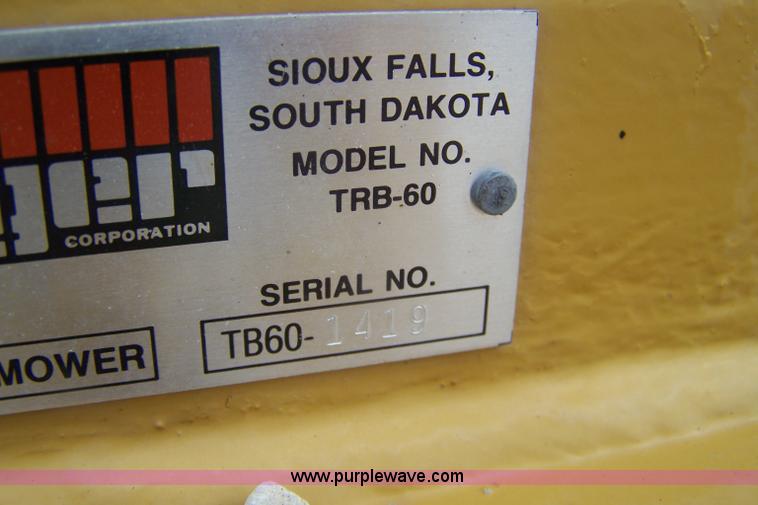 SIOUX FALLS,
SOUTH DAKOTA
MODEL NO.
TRB-60
CORPORATION
SERIAL NO.
TB60-1419
MOWER
www.purplewave.com